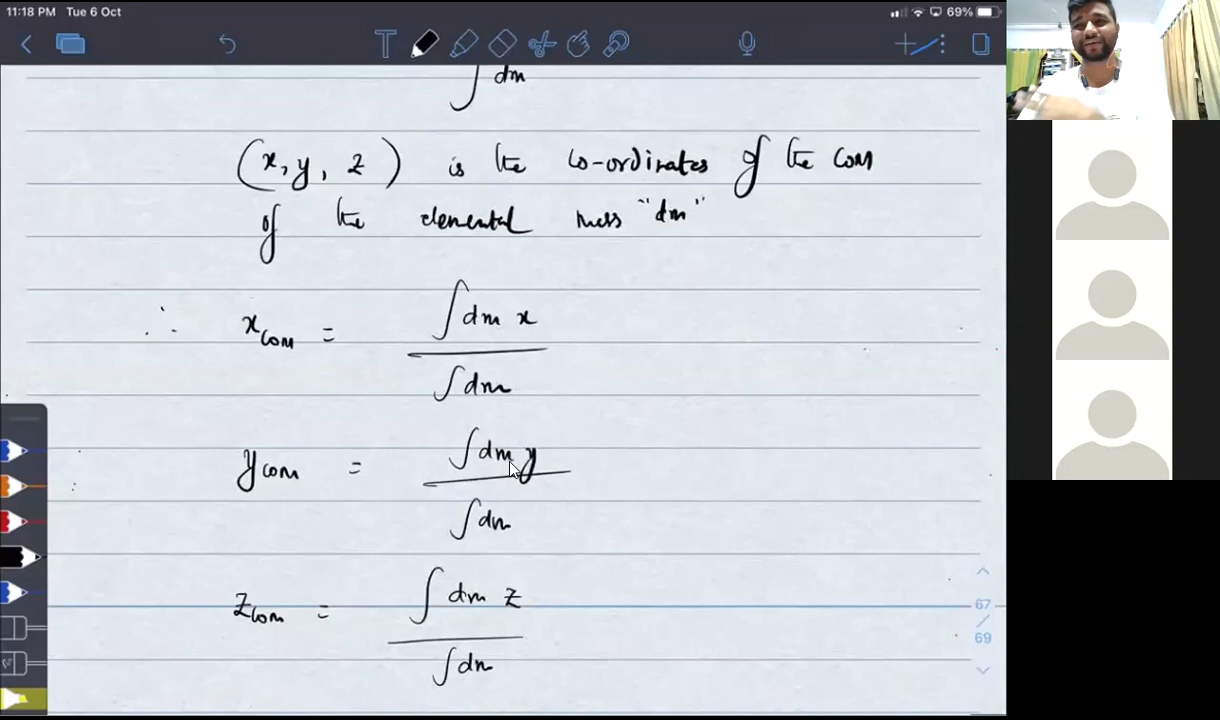 11:18 PM Tue 6 Oct 69%
T
∫ dm
(x, y, z) is the co-ordinates of the COM
of the elemental mass "dm"
∴ x_COM = ∫ dm x / ∫ dm
y_COM = ∫ dm y / ∫ dm
z_COM = ∫ dm z / ∫ dm
67
/
69